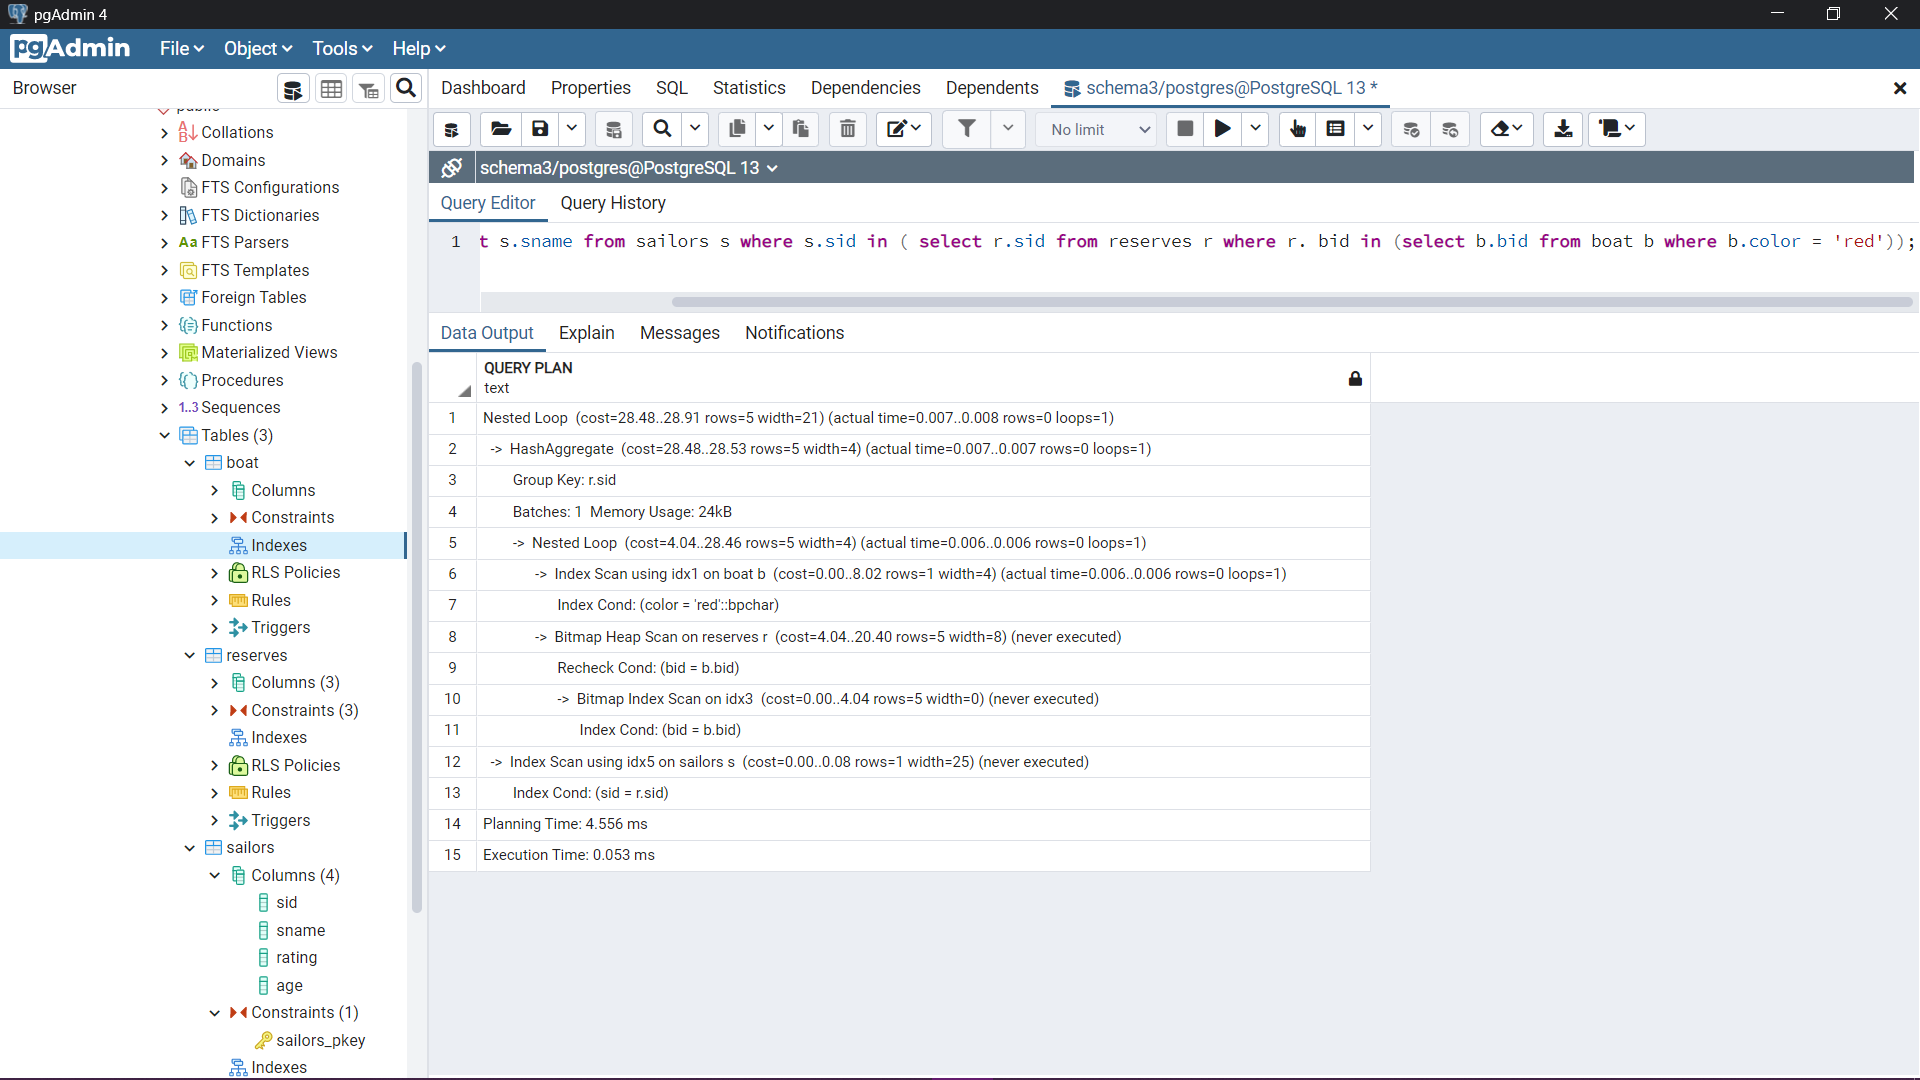 pgAdmin 4
pgAdmin File Object Tools Help
Browser
Dashboard Properties SQL Statistics Dependencies Dependents schema3/postgres@PostgreSQL 13 *
No limit
schema3/postgres@PostgreSQL 13
Query Editor Query History
1 t s.sname from sailors s where s.sid in ( select r.sid from reserves r where r. bid in (select b.bid from boat b where b.color = 'red'));
Data Output Explain Messages Notifications
QUERY PLAN
text
1 Nested Loop (cost=28.48..28.91 rows=5 width=21) (actual time=0.007..0.008 rows=0 loops=1)
2 -> HashAggregate (cost=28.48..28.53 rows=5 width=4) (actual time=0.007..0.007 rows=0 loops=1)
3 Group Key: r.sid
4 Batches: 1 Memory Usage: 24kB
5 -> Nested Loop (cost=4.04..28.46 rows=5 width=4) (actual time=0.006..0.006 rows=0 loops=1)
6 -> Index Scan using idx1 on boat b (cost=0.00..8.02 rows=1 width=4) (actual time=0.006..0.006 rows=0 loops=1)
7 Index Cond: (color = 'red'::bpchar)
8 -> Bitmap Heap Scan on reserves r (cost=4.04..20.40 rows=5 width=8) (never executed)
9 Recheck Cond: (bid = b.bid)
10 -> Bitmap Index Scan on idx3 (cost=0.00..4.04 rows=5 width=0) (never executed)
11 Index Cond: (bid = b.bid)
12 -> Index Scan using idx5 on sailors s (cost=0.00..0.08 rows=1 width=25) (never executed)
13 Index Cond: (sid = r.sid)
14 Planning Time: 4.556 ms
15 Execution Time: 0.053 ms
public
Collations
Domains
FTS Configurations
FTS Dictionaries
Aa FTS Parsers
FTS Templates
Foreign Tables
Functions
Materialized Views
Procedures
1..3 Sequences
Tables (3)
boat
Columns
Constraints
Indexes
RLS Policies
Rules
Triggers
reserves
Columns (3)
Constraints (3)
Indexes
RLS Policies
Rules
Triggers
sailors
Columns (4)
sid
sname
rating
age
Constraints (1)
sailors_pkey
Indexes